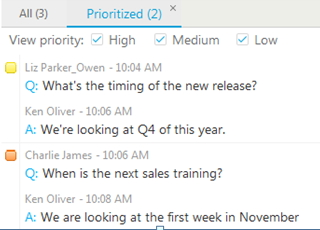 All (3) Prioritized (2) ×
View priority: High Medium Low
Liz Parker_Owen - 10:04 AM
Q: What's the timing of the new release?
Ken Oliver - 10:06 AM
A: We're looking at Q4 of this year.
Charlie James - 10:06 AM
Q: When is the next sales training?
Ken Oliver - 10:08 AM
A: We are looking at the first week in November